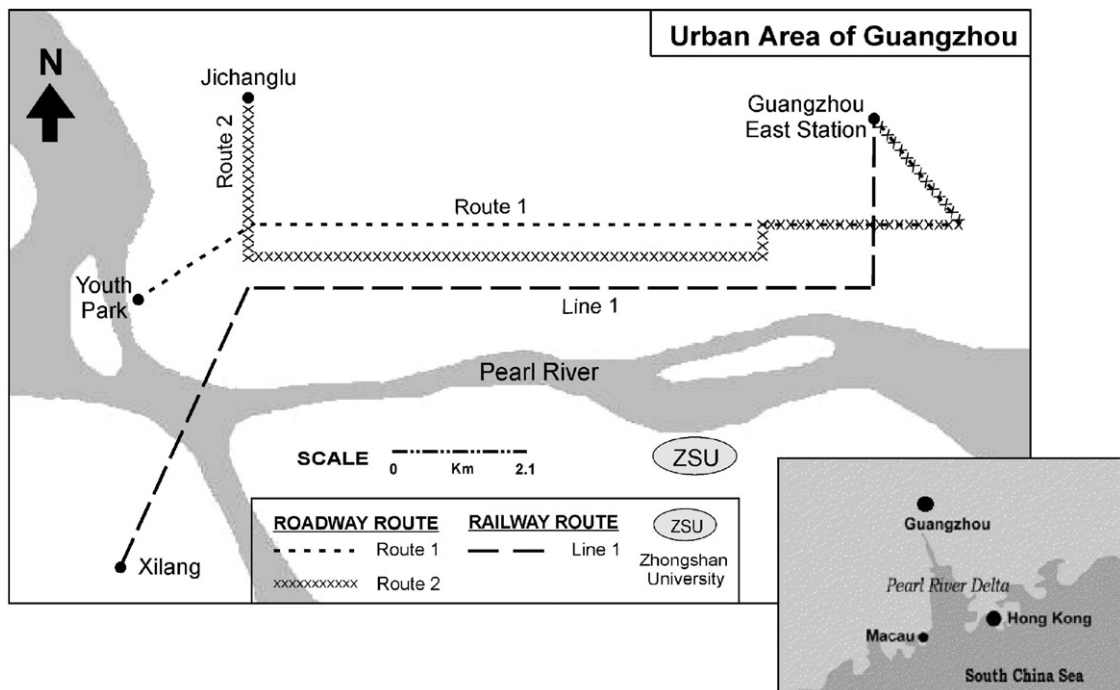 Urban Area of Guangzhou
N
Jichanglu
Guangzhou
East Station
Route 2
Route 1
Youth
Park
Line 1
Pearl River
SCALE
0 Km 2.1
ZSU
Xilang
ROADWAY ROUTE
Route 1
Route 2
RAILWAY ROUTE
Line 1
ZSU
Zhongshan
University
Guangzhou
Pearl River Delta
Hong Kong
Macau
South China Sea